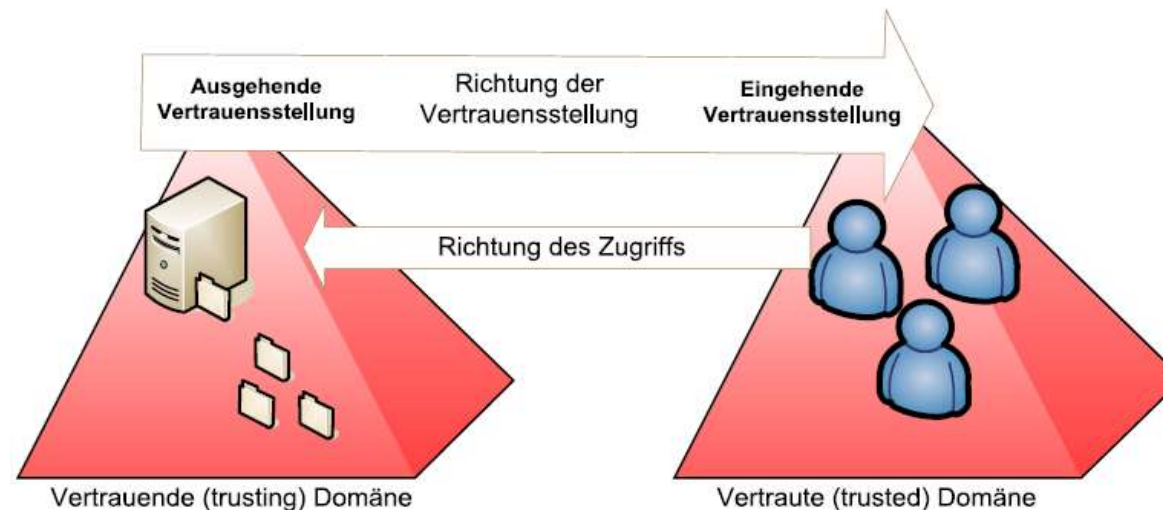 Ausgehende
Vertrauensstellung
Richtung der
Vertrauensstellung
Eingehende
Vertrauensstellung
Richtung des Zugriffs
Vertrauende (trusting) Domäne
Vertraute (trusted) Domäne